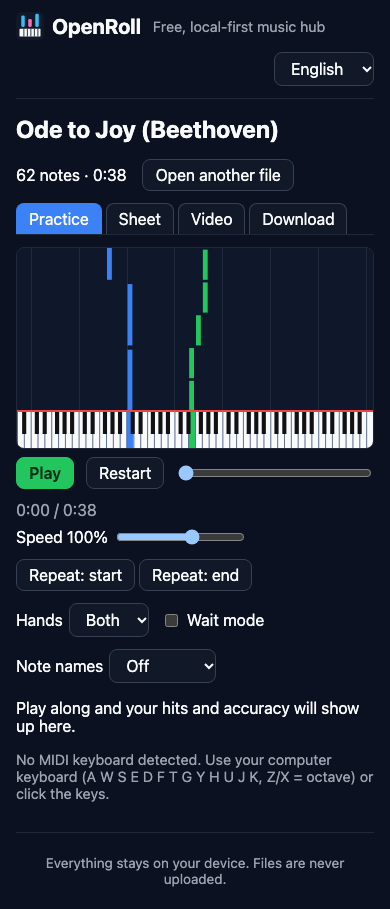 OpenRoll Free, local-first music hub
English
Ode to Joy (Beethoven)
62 notes · 0:38 Open another file
Practice Sheet Video Download
Play Restart
0:00 / 0:38
Speed 100%
Repeat: start Repeat: end
Hands Both Wait mode
Note names Off
Play along and your hits and accuracy will show
up here.
No MIDI keyboard detected. Use your computer
keyboard (A W S E D F T G Y H U J K, Z/X = octave) or
click the keys.
Everything stays on your device. Files are never
uploaded.